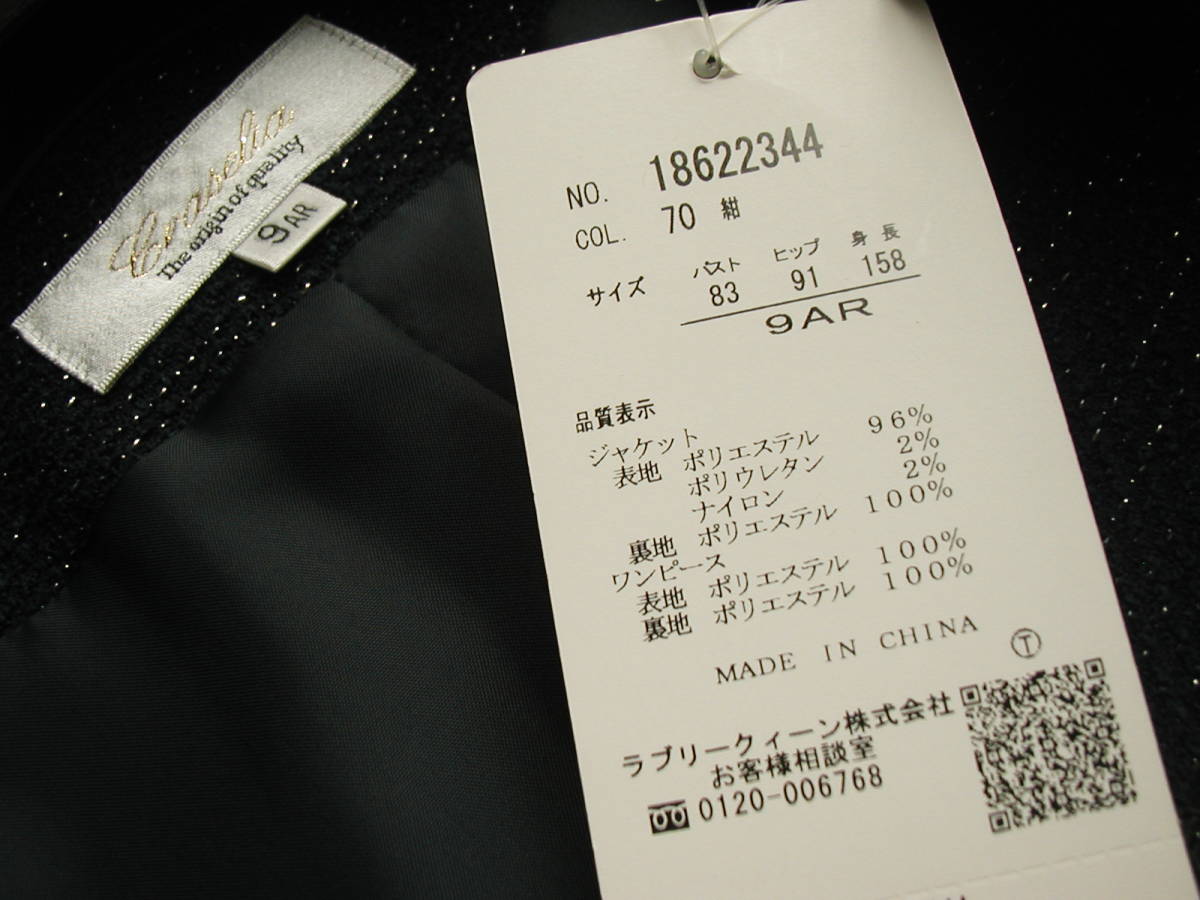 The origin of quality
9AR
NO. 18622344
COL. 70 紺
サイズ バスト ヒップ 身長
83 91 158
9AR
品質表示
ジャケット
表地 ポリエステル 96%
ポリウレタン 2%
ナイロン 2%
裏地 ポリエステル 100%
ワンピース
表地 ポリエステル 100%
裏地 ポリエステル 100%
MADE IN CHINA
Ⓣ
ラブリークィーン株式会社
お客様相談室
0120-006768